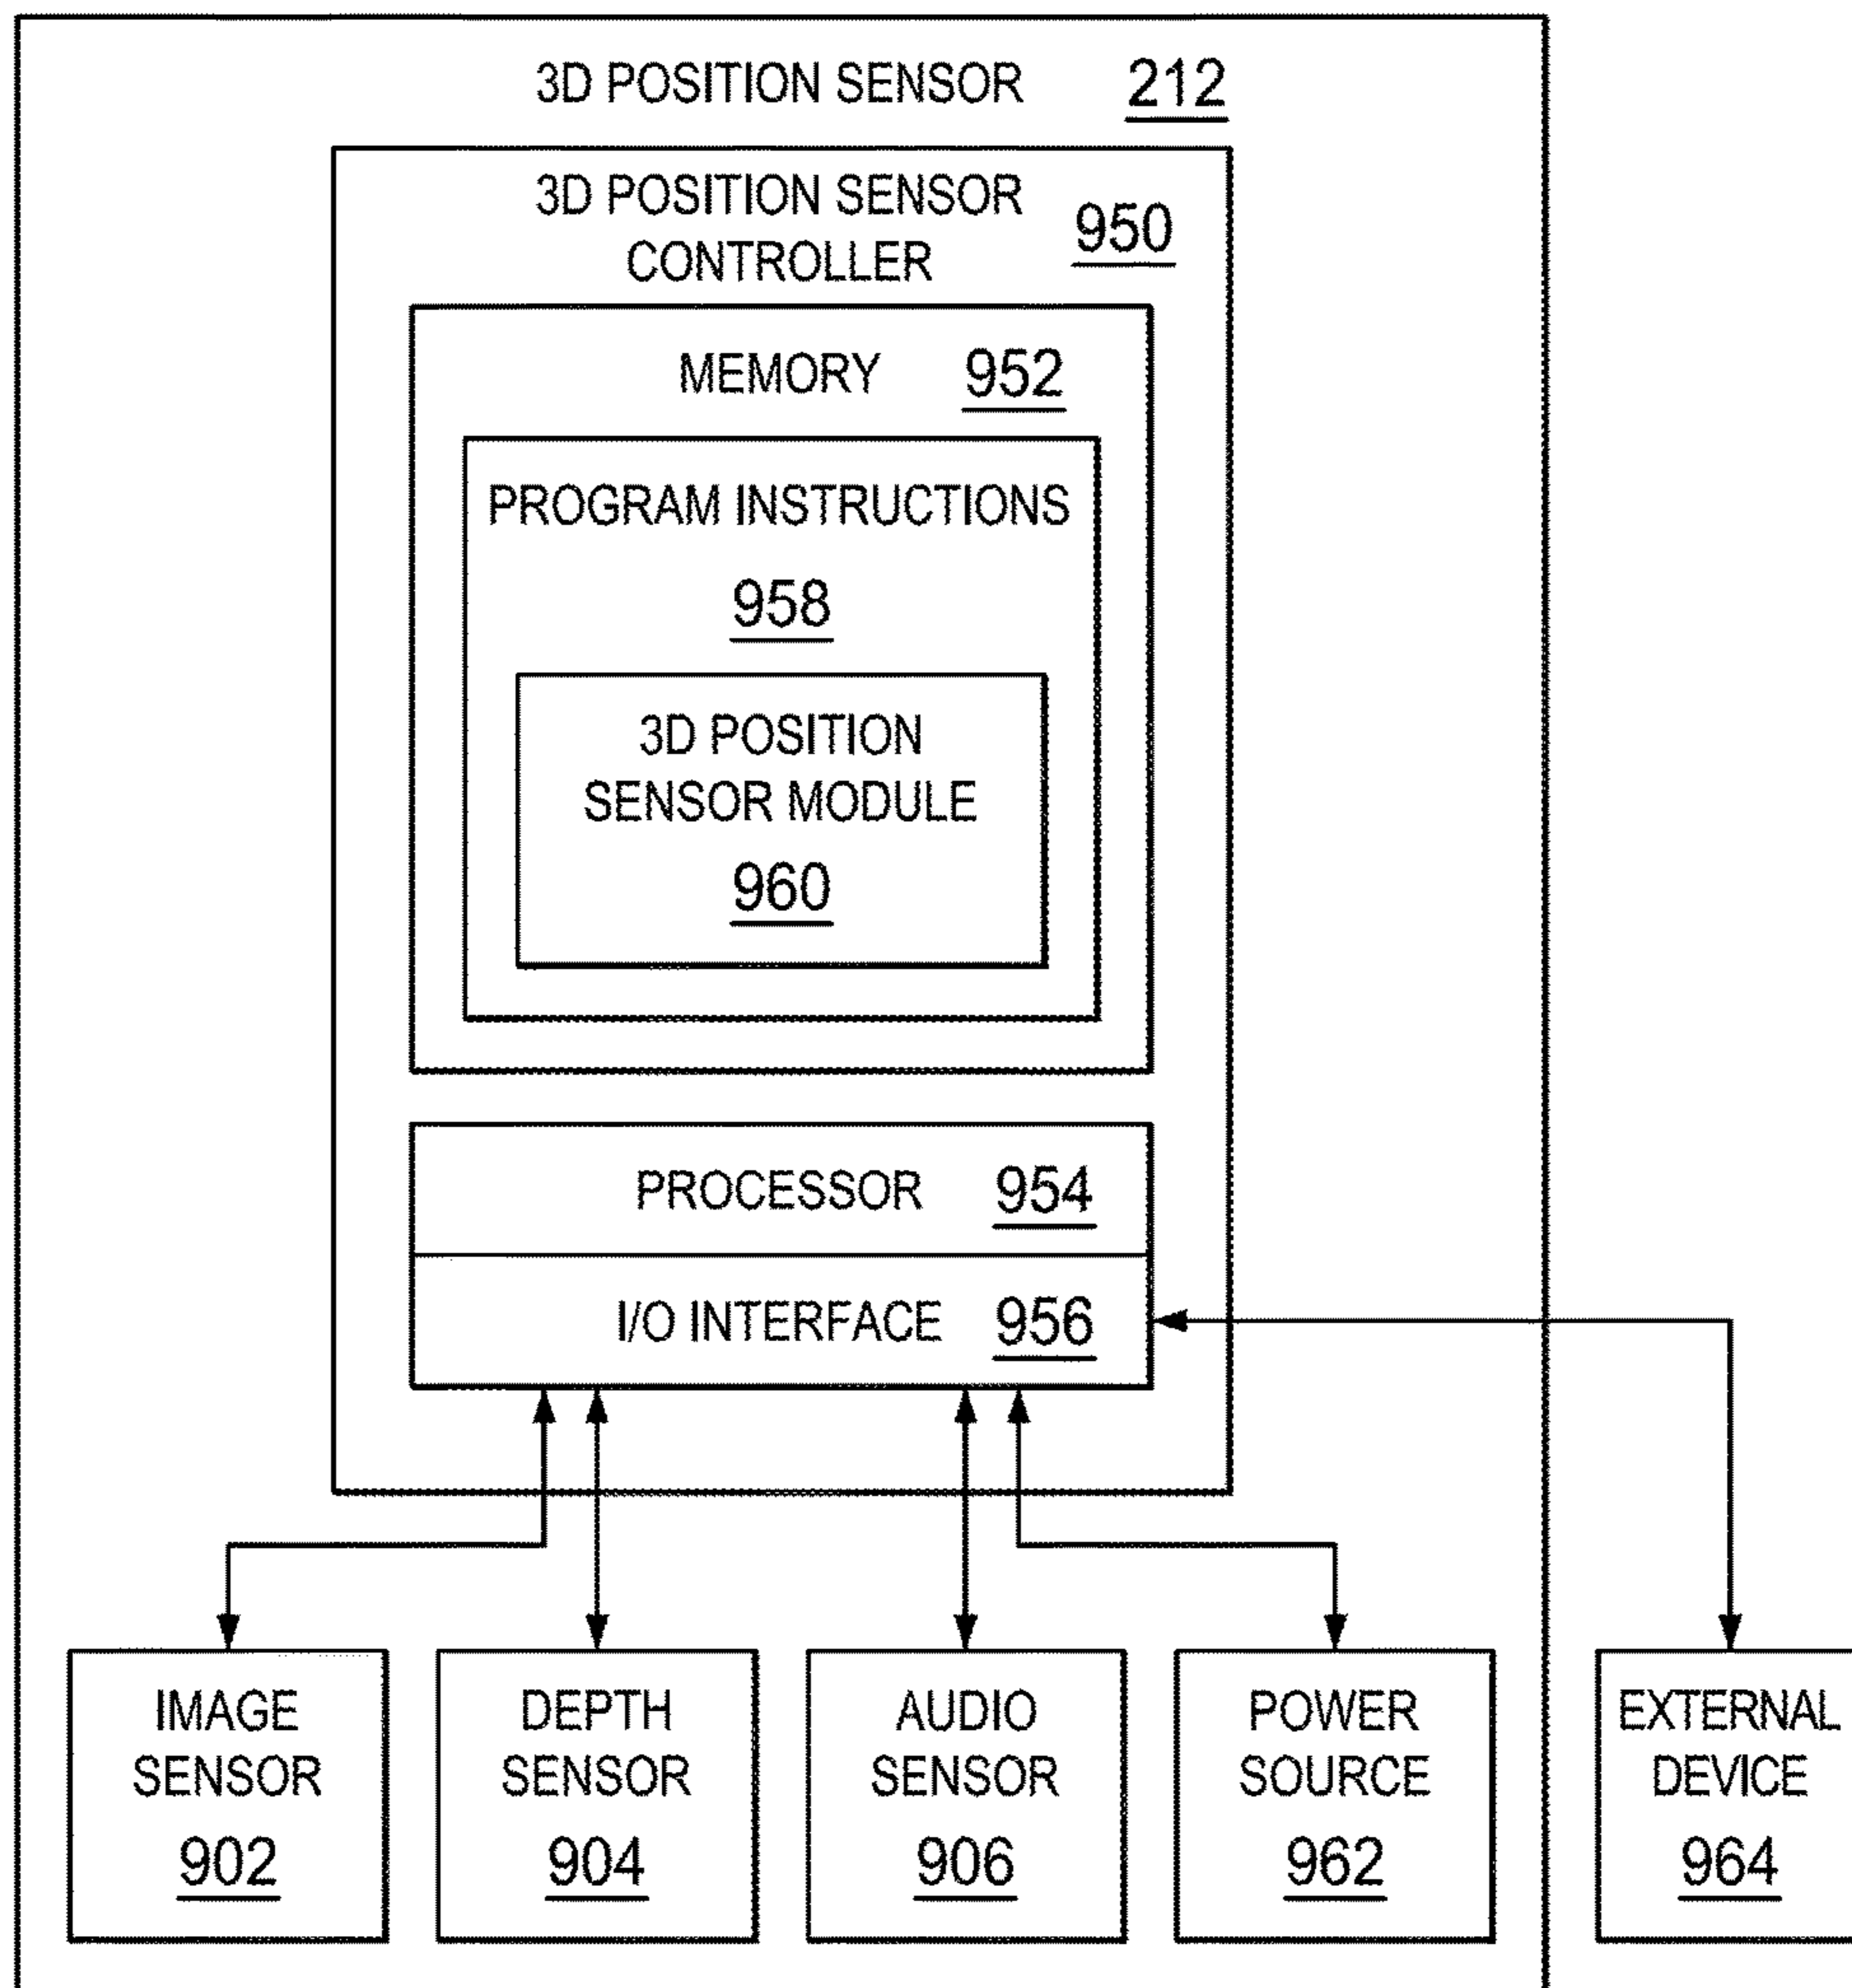 3D POSITION SENSOR 212
3D POSITION SENSOR
CONTROLLER 950
MEMORY 952
PROGRAM INSTRUCTIONS
958
3D POSITION
SENSOR MODULE
960
PROCESSOR 954
I/O INTERFACE 956
IMAGE
SENSOR
902
DEPTH
SENSOR
904
AUDIO
SENSOR
906
POWER
SOURCE
962
EXTERNAL
DEVICE
964